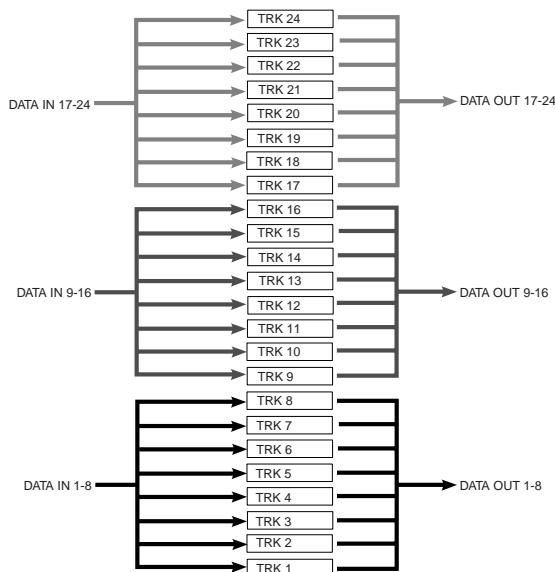 TRK 24
TRK 23
TRK 22
TRK 21
DATA IN 17-24
DATA OUT 17-24
TRK 20
TRK 19
TRK 18
TRK 17
TRK 16
TRK 15
TRK 14
TRK 13
DATA IN 9-16
DATA OUT 9-16
TRK 12
TRK 11
TRK 10
TRK 9
TRK 8
TRK 7
TRK 6
TRK 5
DATA IN 1-8
DATA OUT 1-8
TRK 4
TRK 3
TRK 2
TRK 1